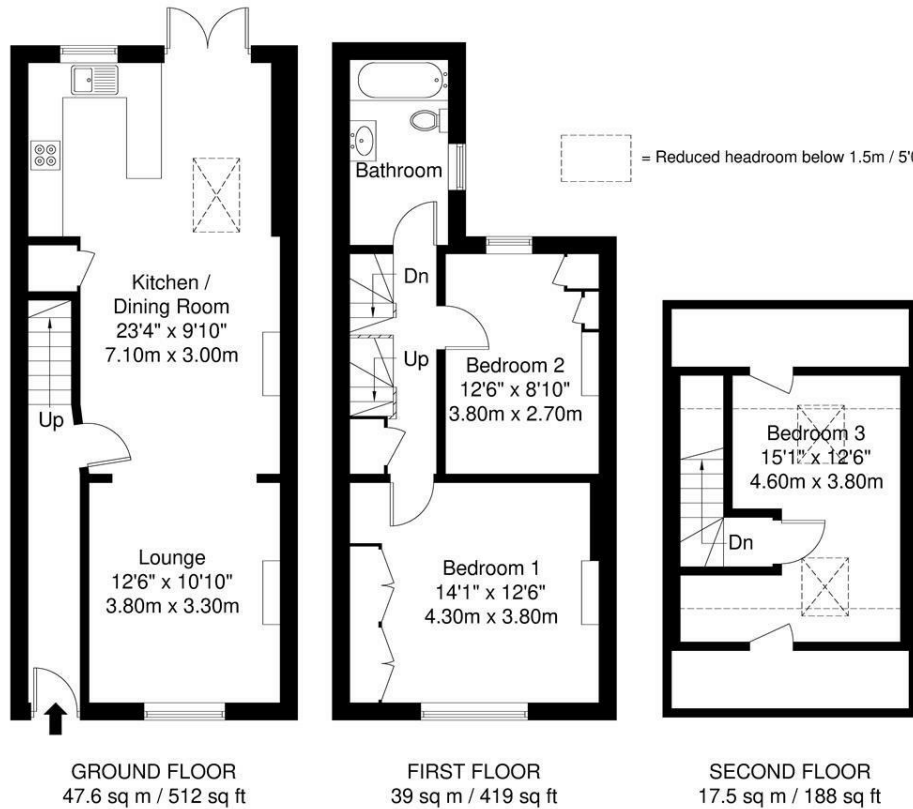 = Reduced headroom below 1.5m / 5'0
Bathroom
Dn
Up
Kitchen /
Dining Room
23'4" x 9'10"
7.10m x 3.00m
Up
Bedroom 2
12'6" x 8'10"
3.80m x 2.70m
Bedroom 3
15'1" x 12'6"
4.60m x 3.80m
Dn
Lounge
12'6" x 10'10"
3.80m x 3.30m
Bedroom 1
14'1" x 12'6"
4.30m x 3.80m
GROUND FLOOR
47.6 sq m / 512 sq ft
FIRST FLOOR
39 sq m / 419 sq ft
SECOND FLOOR
17.5 sq m / 188 sq ft